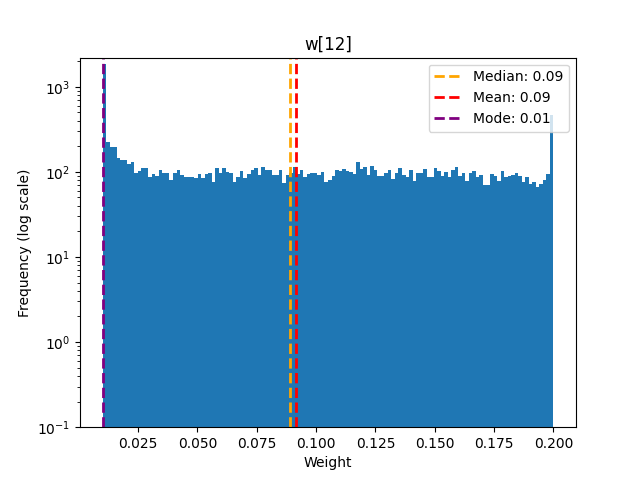 w[12]
Median: 0.09
Mean: 0.09
Mode: 0.01
Frequency (log scale)
10³
10²
10¹
10⁰
10⁻¹
0.025 0.050 0.075 0.100 0.125 0.150 0.175 0.200
Weight